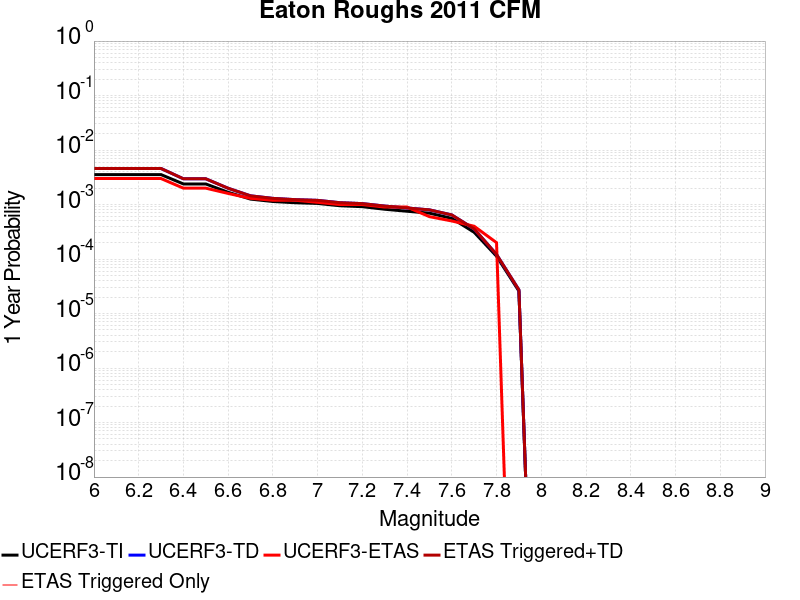 Eaton Roughs 2011 CFM
10^0
10^-1
10^-2
10^-3
10^-4
10^-5
10^-6
10^-7
10^-8
1 Year Probability
6 6.2 6.4 6.6 6.8 7 7.2 7.4 7.6 7.8 8 8.2 8.4 8.6 8.8 9
Magnitude
UCERF3-TI UCERF3-TD UCERF3-ETAS ETAS Triggered+TD
ETAS Triggered Only